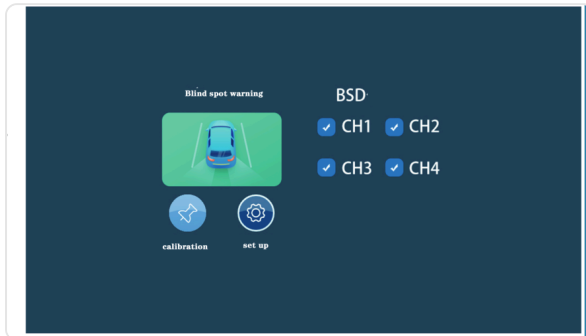 Blind spot warning
BSD
CH1 CH2
CH3 CH4
calibration set up